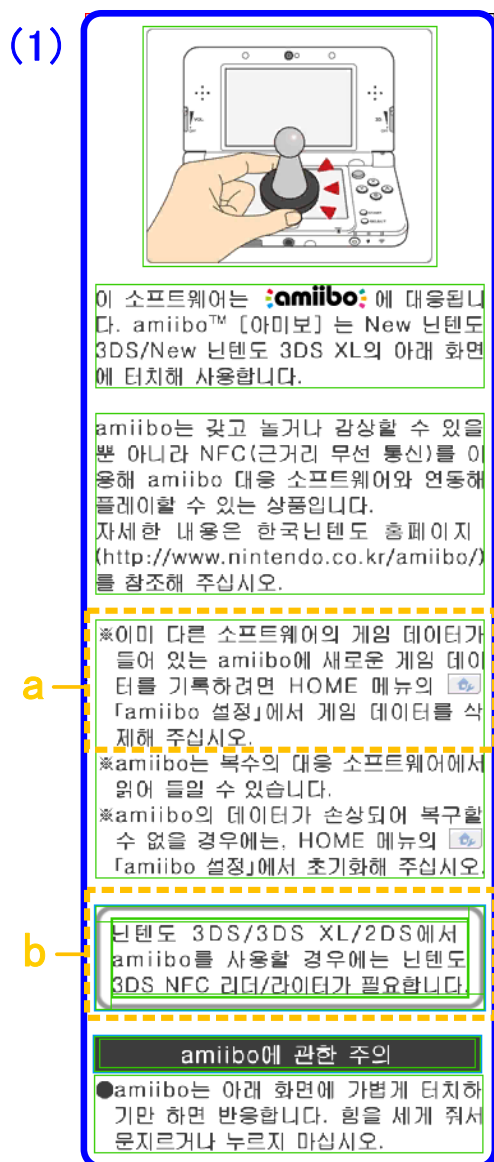 (1)
이 소프트웨어는 amiibo 에 대응됩니
다. amiibo™ [아미보] 는 New 닌텐도
3DS/New 닌텐도 3DS XL의 아래 화면
에 터치해 사용합니다.
amiibo는 갖고 놀거나 감상할 수 있을
뿐 아니라 NFC(근거리 무선 통신)를 이
용해 amiibo 대응 소프트웨어와 연동해
플레이할 수 있는 상품입니다.
자세한 내용은 한국닌텐도 홈페이지
(http://www.nintendo.co.kr/amiibo/)
를 참조해 주십시오.
a
※이미 다른 소프트웨어의 게임 데이터가
들어 있는 amiibo에 새로운 게임 데이
터를 기록하려면 HOME 메뉴의
「amiibo 설정」에서 게임 데이터를 삭
제해 주십시오.
※amiibo는 복수의 대응 소프트웨어에서
읽어 들일 수 있습니다.
※amiibo의 데이터가 손상되어 복구할
수 없을 경우에는, HOME 메뉴의
「amiibo 설정」에서 초기화해 주십시오.
b
닌텐도 3DS/3DS XL/2DS에서
amiibo를 사용할 경우에는 닌텐도
3DS NFC 리더/라이터가 필요합니다.
amiibo에 관한 주의
●amiibo는 아래 화면에 가볍게 터치하
기만 하면 반응합니다. 힘을 세게 줘서
문지르거나 누르지 마십시오.